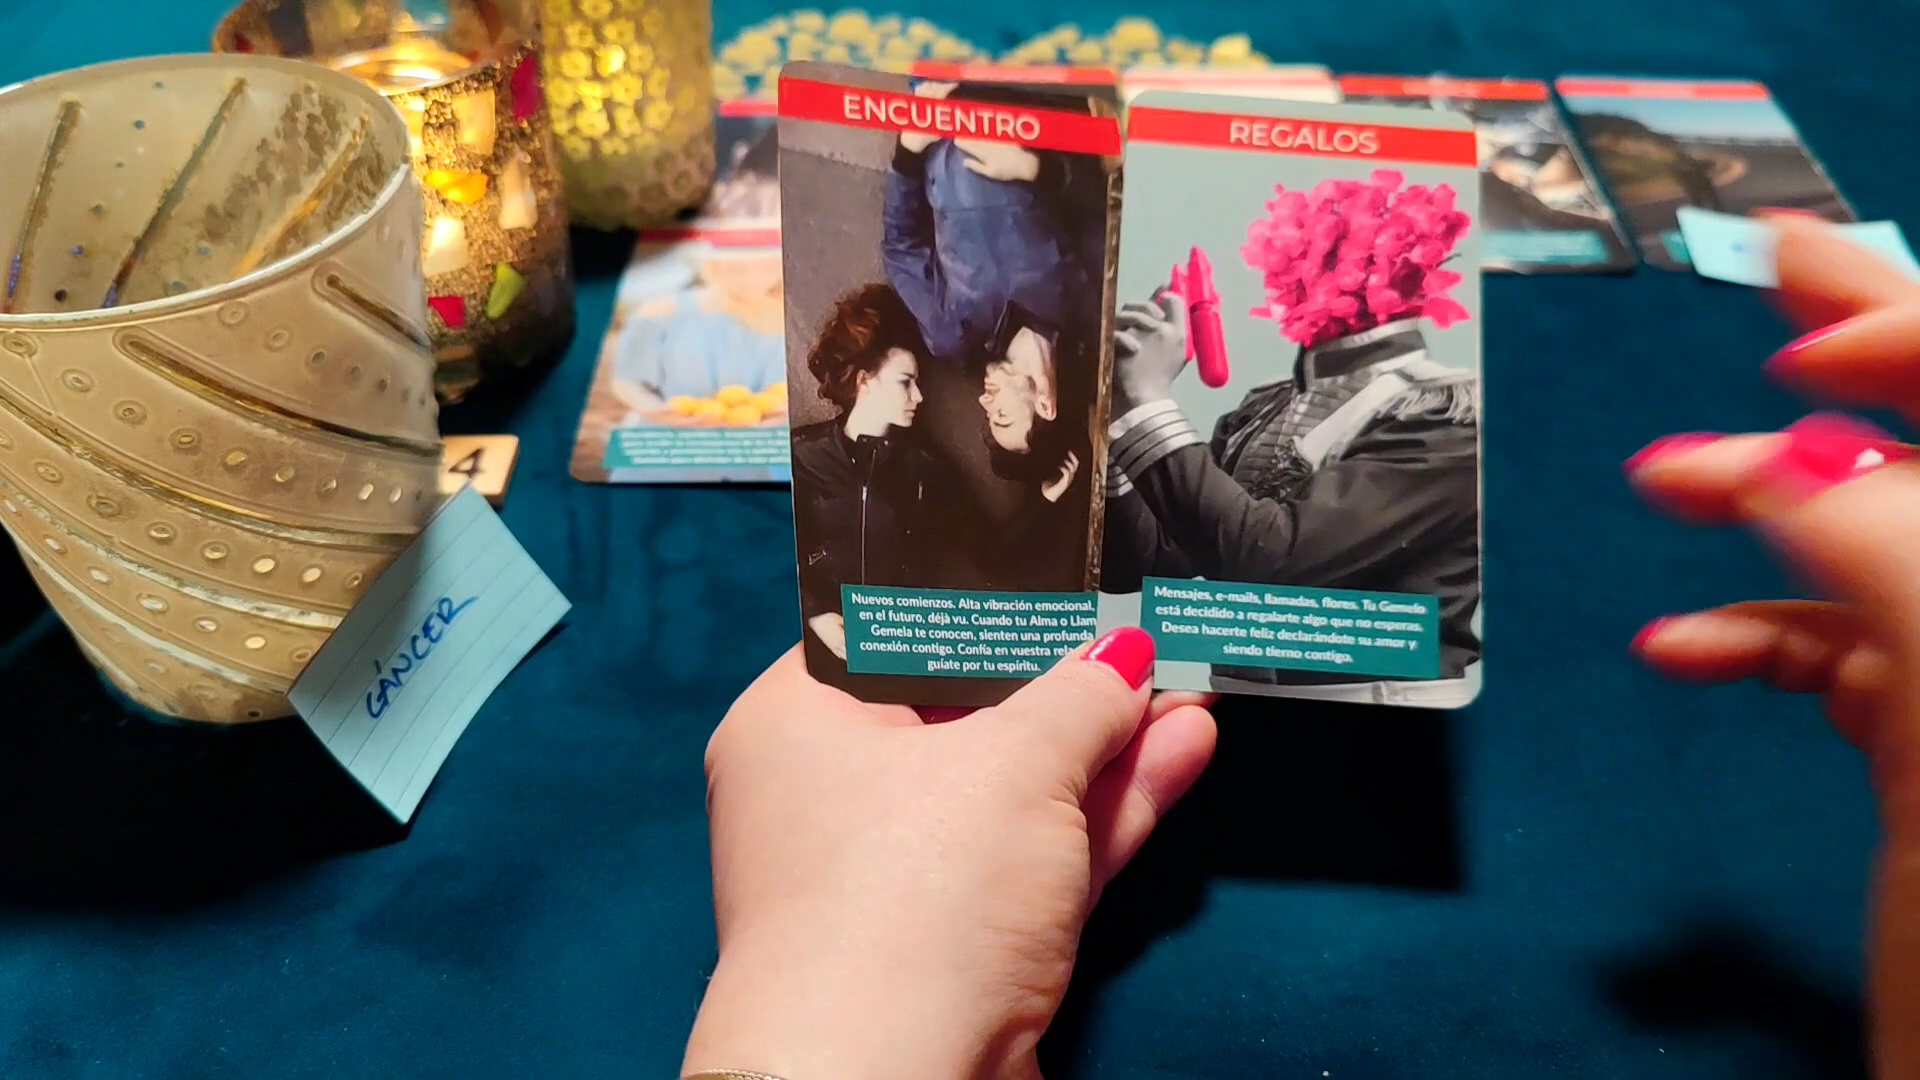 ENCUENTRO
REGALOS
4
CÁNCER
Nuevos comienzos. Alta vibración emocional,
en el futuro, déjà vu. Cuando tu Alma o Llam
Gemela te conocen, sienten una profunda
conexión contigo. Confía en vuestra rela
guíate por tu espíritu.
Mensajes, e-mails, llamadas, flores. Tu Gemelo
está decidido a regalarte algo que no esperas.
Desea hacerte feliz declarándote su amor y
siendo tierno contigo.